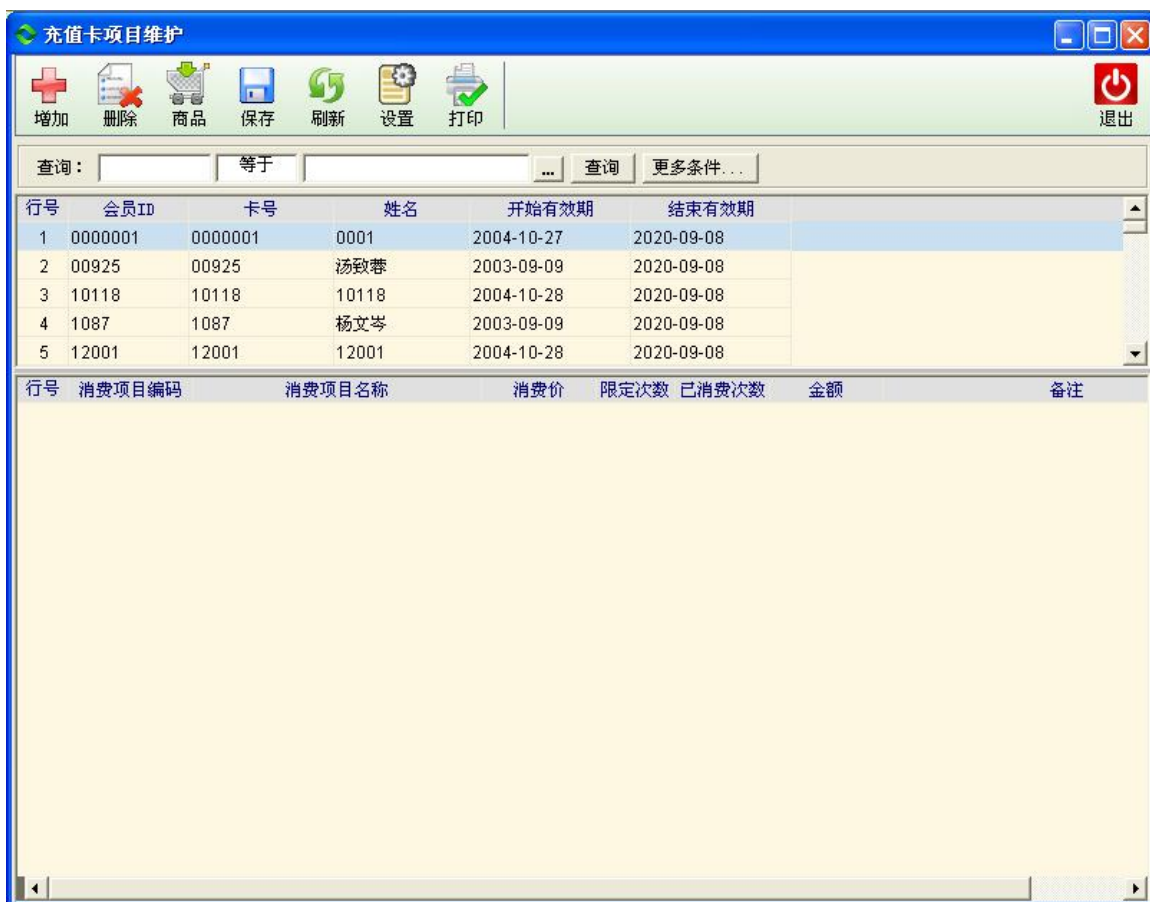 充值卡项目维护
增加 删除 商品 保存 刷新 设置 打印 退出
查询： 等于 ... 查询 更多条件...
行号 会员ID 卡号 姓名 开始有效期 结束有效期
1 0000001 0000001 0001 2004-10-27 2020-09-08
2 00925 00925 汤致蓉 2003-09-09 2020-09-08
3 10118 10118 10118 2004-10-28 2020-09-08
4 1087 1087 杨文岑 2003-09-09 2020-09-08
5 12001 12001 12001 2004-10-28 2020-09-08
行号 消费项目编码 消费项目名称 消费价 限定次数 已消费次数 金额 备注